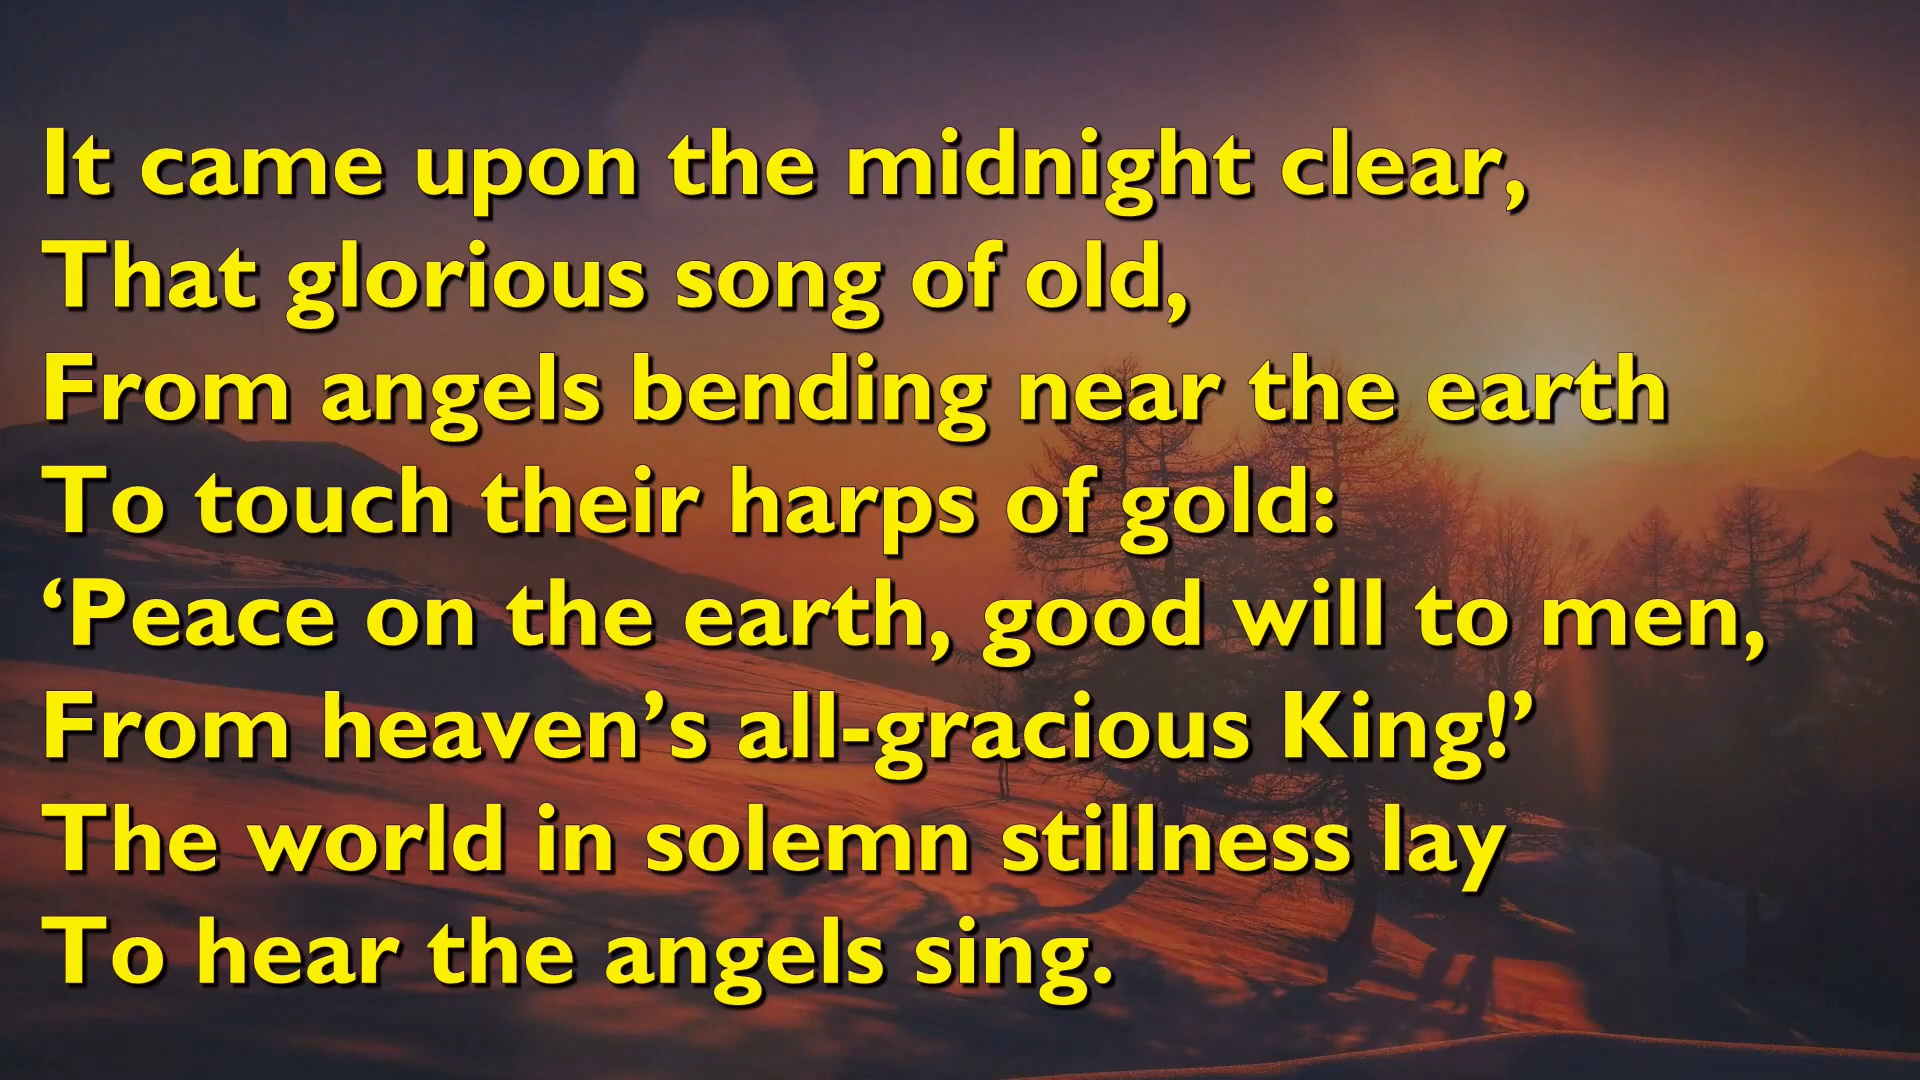 It came upon the midnight clear,
That glorious song of old,
From angels bending near the earth
To touch their harps of gold:
‘Peace on the earth, good will to men,
From heaven’s all-gracious King!’
The world in solemn stillness lay
To hear the angels sing.